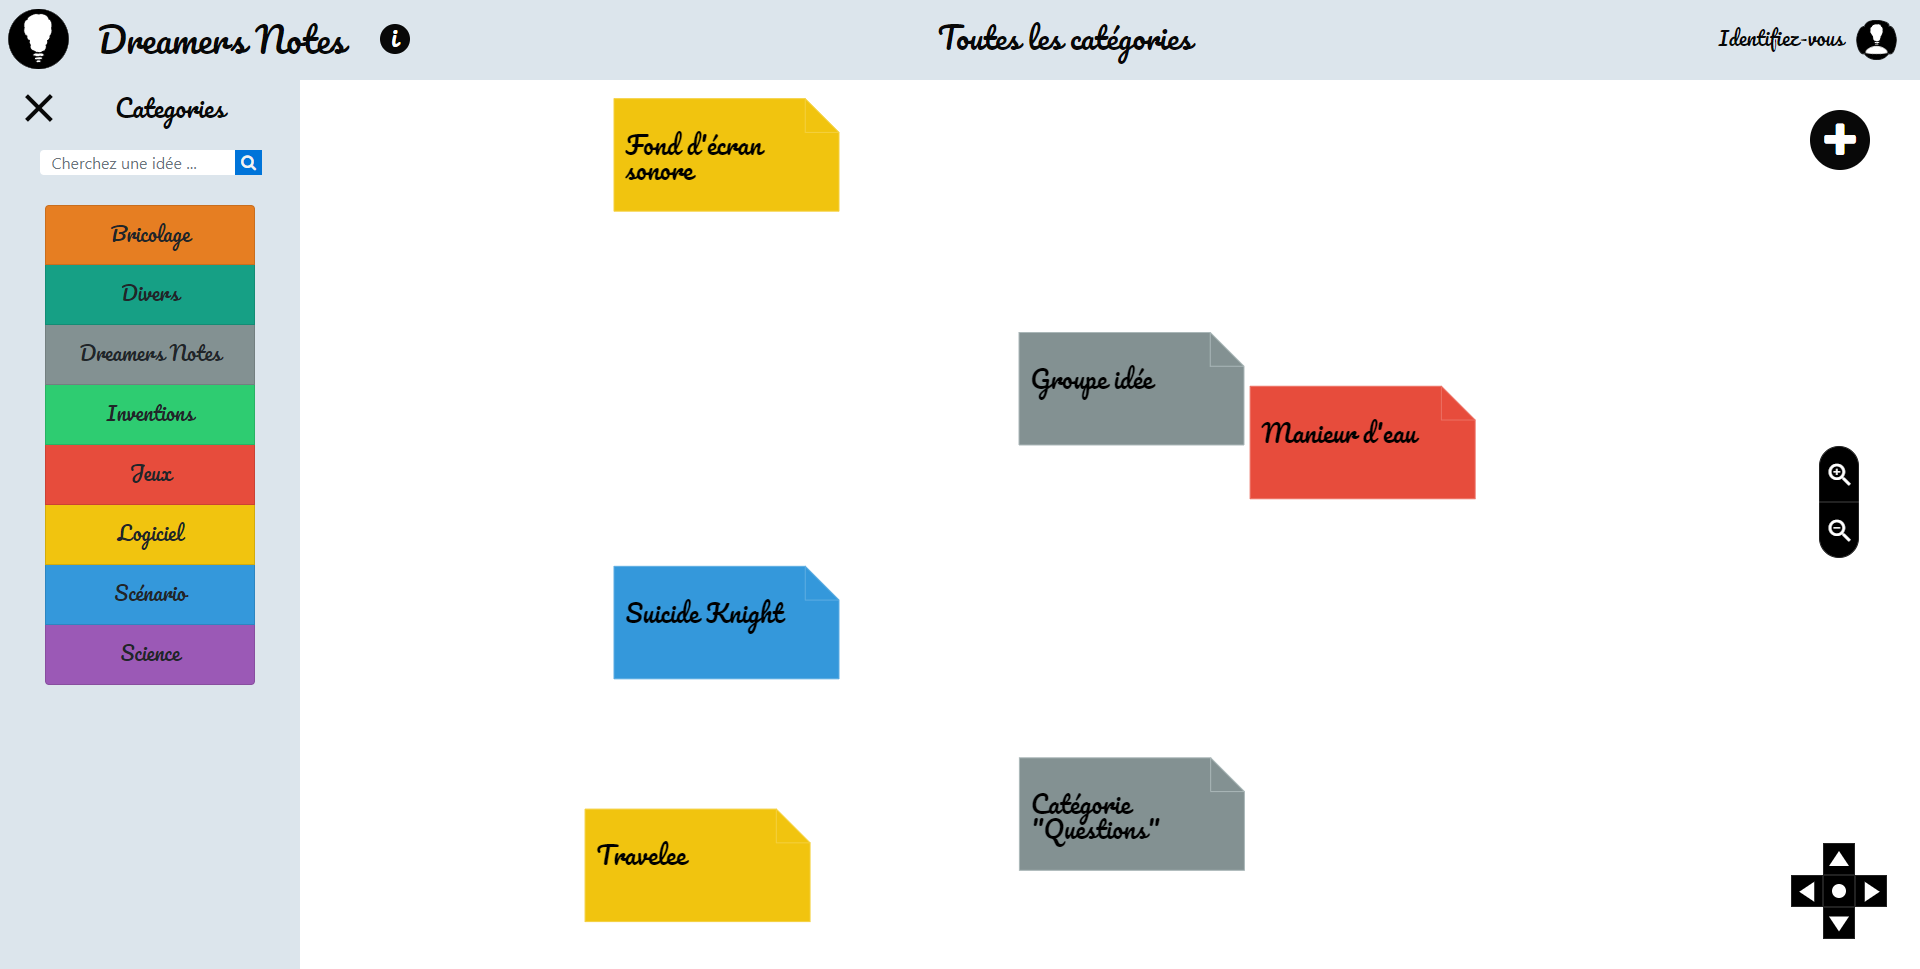 Dreamers Notes
i
Toutes les catégories
Identifiez-vous
Categories
Cherchez une idée ...
Bricolage
Divers
Dreamers Notes
Inventions
Jeux
Logiciel
Scénario
Science
Fond d'écran
sonore
Groupe idée
Manieur d'eau
Suicide Knight
Catégorie
"Questions"
Travelee